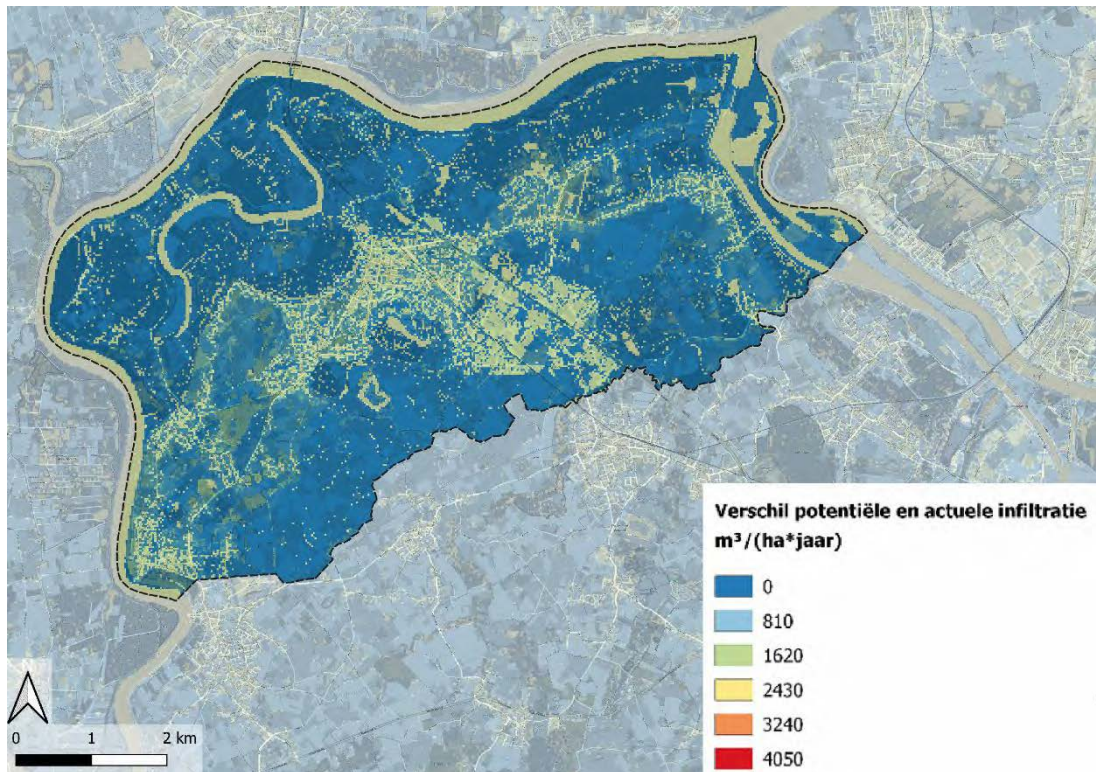 Verschil potentiële en actuele infiltratie
m³/(ha*jaar)
0
810
1620
2430
3240
4050
0 1 2 km